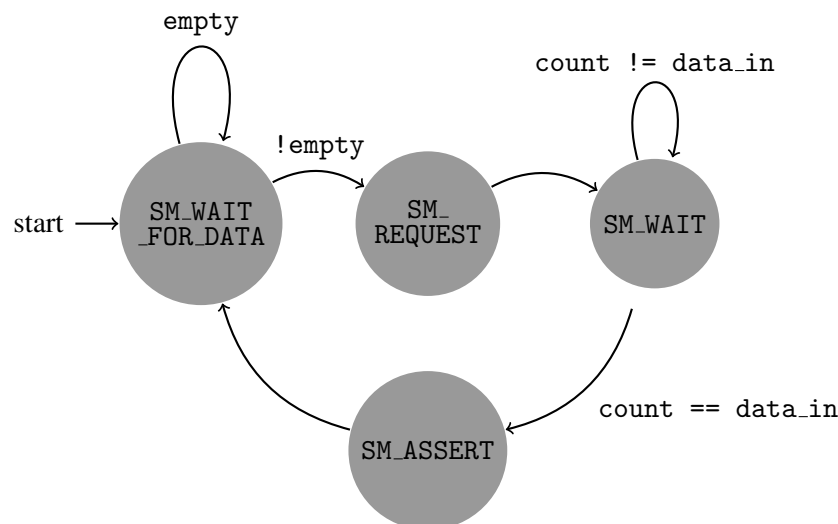 empty
count != data_in
!empty
start
SM_WAIT
_FOR_DATA
SM_
REQUEST
SM_WAIT
count == data_in
SM_ASSERT